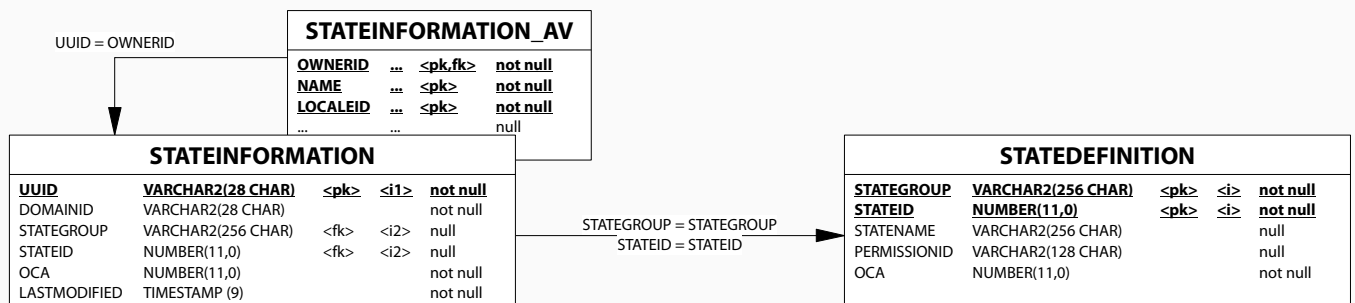 STATEINFORMATION_AV
UUID = OWNERID
OWNERID ... <pk,fk> not null
NAME ... <pk> not null
LOCALEID ... <pk> not null
... ... null
STATEINFORMATION
UUID VARCHAR2(28 CHAR) <pk> <i1> not null
DOMAINID VARCHAR2(28 CHAR) not null
STATEGROUP VARCHAR2(256 CHAR) <fk> <i2> null
STATEID NUMBER(11,0) <fk> <i2> null
OCA NUMBER(11,0) not null
LASTMODIFIED TIMESTAMP (9) not null
STATEGROUP = STATEGROUP
STATEID = STATEID
STATEDEFINITION
STATEGROUP VARCHAR2(256 CHAR) <pk> <i> not null
STATEID NUMBER(11,0) <pk> <i> not null
STATENAME VARCHAR2(256 CHAR) null
PERMISSIONID VARCHAR2(128 CHAR) null
OCA NUMBER(11,0) not null